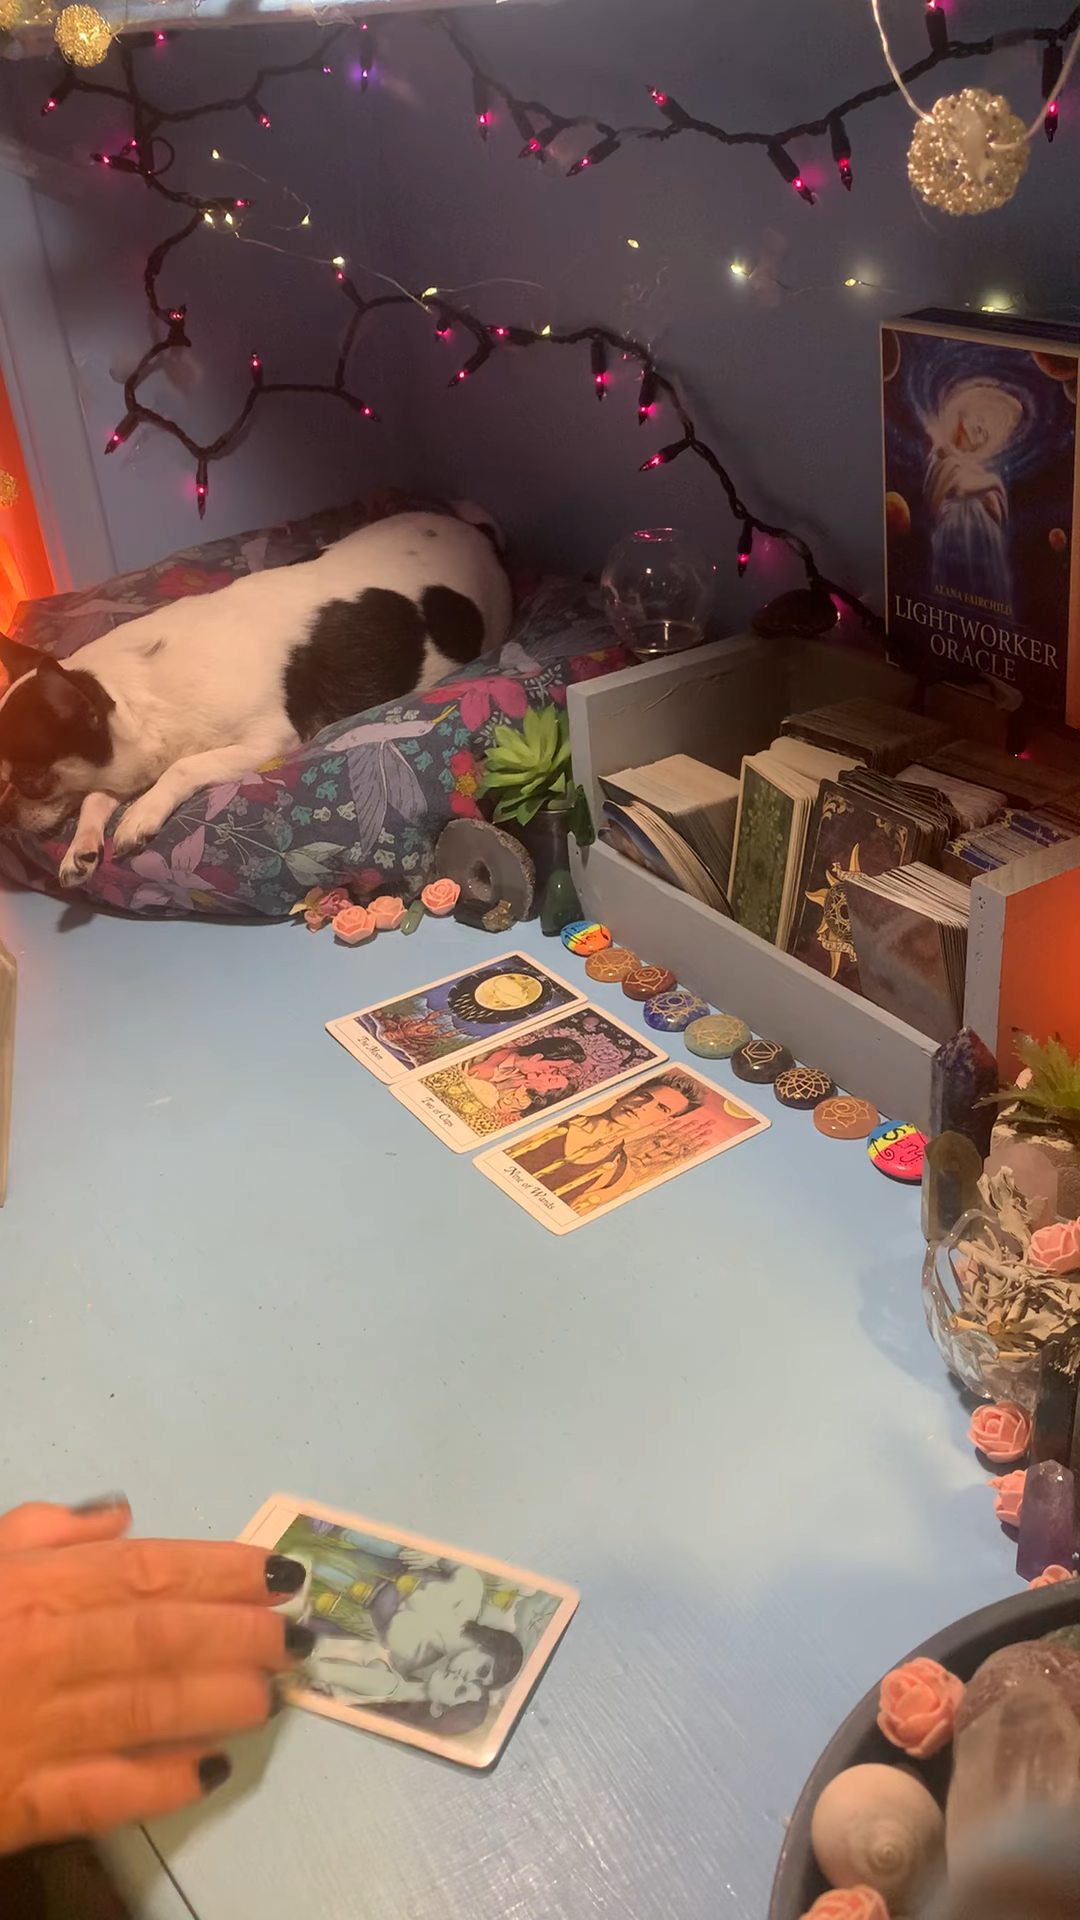 ALANA FAIRCHILD
LIGHTWORKER
ORACLE
The Moon
Two of Cups
Nine of Wands